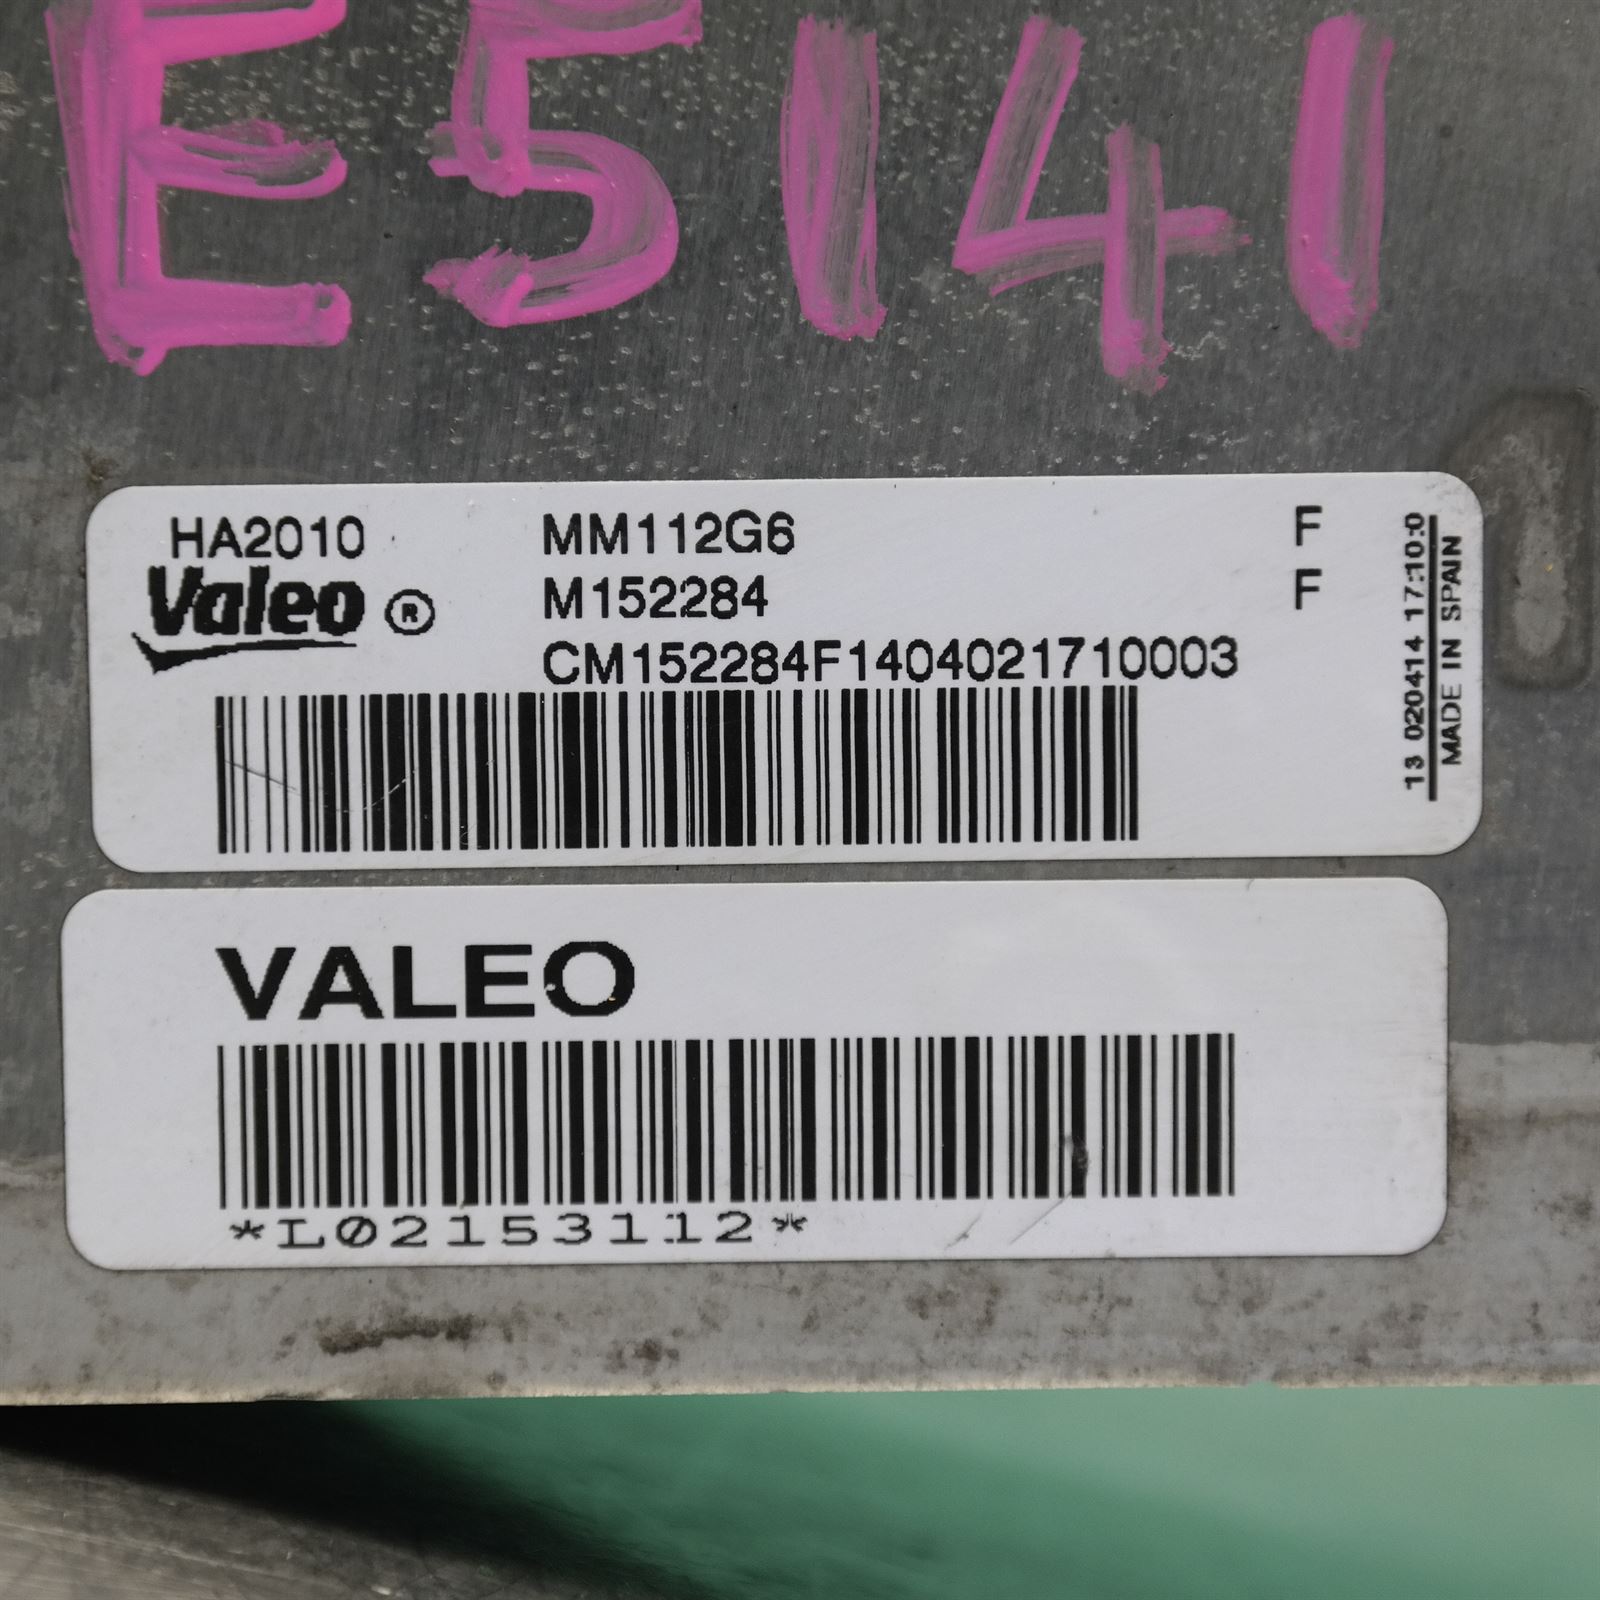 E5141
HA2010
Valeo ®
MM112G6 F
M152284 F
CM152284F1404021710003
13 020414 17:10:0
MADE IN SPAIN
VALEO
*L02153112*